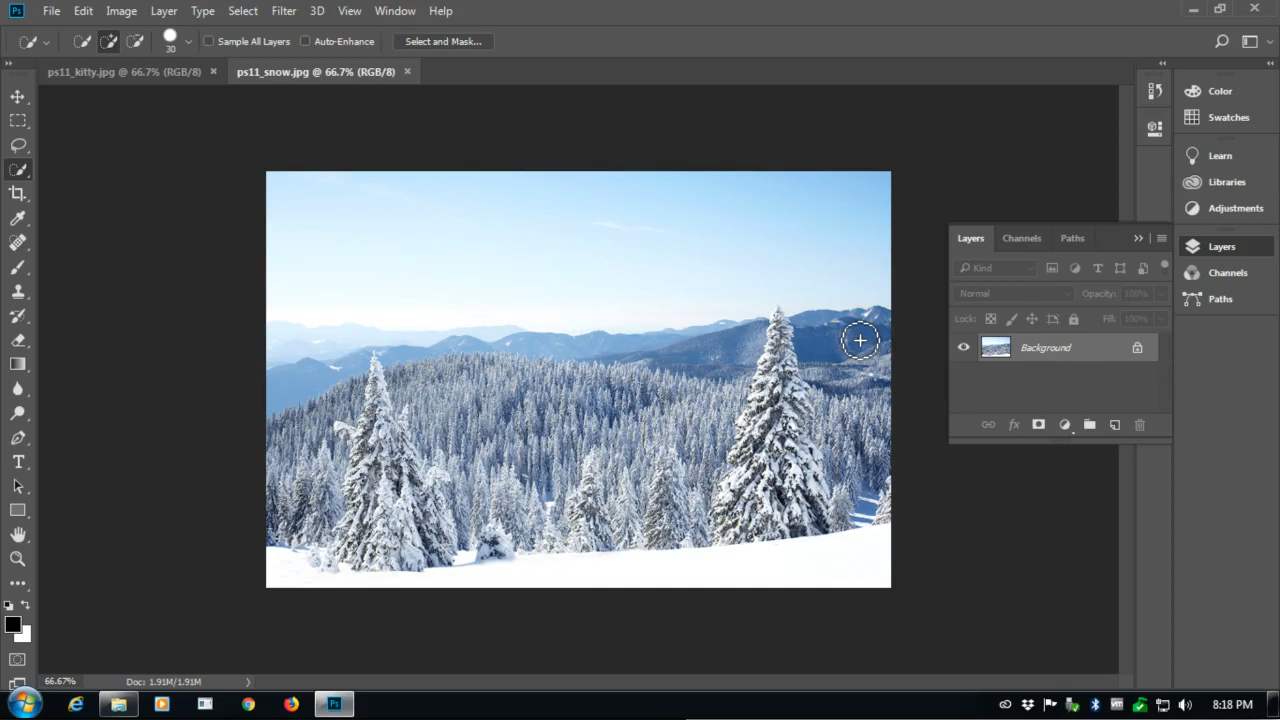 Ps File Edit Image Layer Type Select Filter 3D View Window Help
30 Sample All Layers Auto-Enhance Select and Mask...
ps11_kitty.jpg @ 66.7% (RGB/8) × ps11_snow.jpg @ 66.7% (RGB/8) ×
Color
Swatches
Learn
Libraries
Adjustments
Layers
Channels
Paths
Layers Channels Paths
Kind
Normal Opacity: 100%
Lock: Fill: 100%
Background
T
66.67% Doc: 1.91M/1.91M
Ps 8:18 PM